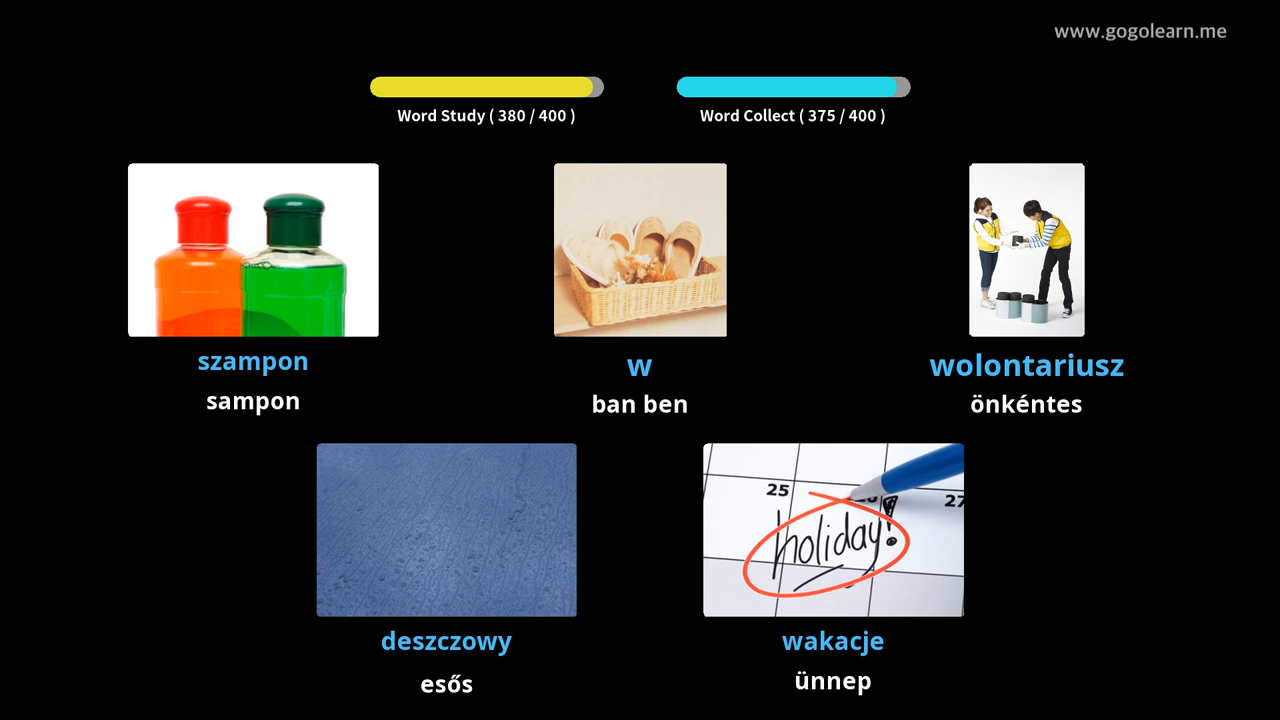 www.gogolearn.me
Word Study ( 380 / 400 )
Word Collect ( 375 / 400 )
szampon
sampon
w
ban ben
wolontariusz
önkéntes
25
27
holiday!
deszczowy
esős
wakacje
ünnep